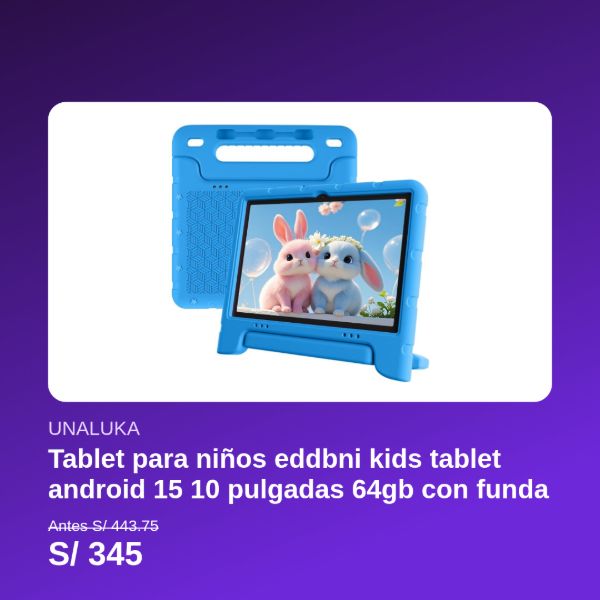 UNALUKA
Tablet para niños eddbni kids tablet
android 15 10 pulgadas 64gb con funda
Antes S/ 443.75
S/ 345